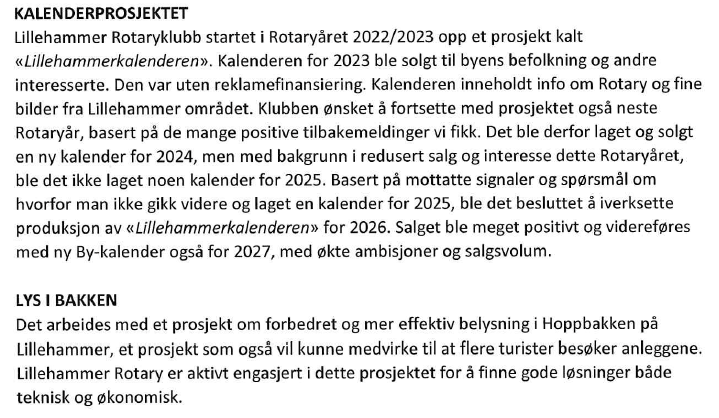 KALENDERPROSJEKTET
Lillehammer Rotaryklubb startet i Rotaryåret 2022/2023 opp et prosjekt kalt
«Lillehammerkalenderen». Kalenderen for 2023 ble solgt til byens befolkning og andre
interesserte. Den var uten reklamefinansiering. Kalenderen inneholdt info om Rotary og fine
bilder fra Lillehammer området. Klubben ønsket å fortsette med prosjektet også neste
Rotaryår, basert på de mange positive tilbakemeldinger vi fikk. Det ble derfor laget og solgt
en ny kalender for 2024, men med bakgrunn i redusert salg og interesse dette Rotaryåret,
ble det ikke laget noen kalender for 2025. Basert på mottatte signaler og spørsmål om
hvorfor man ikke gikk videre og laget en kalender for 2025, ble det besluttet å iverksette
produksjon av «Lillehammerkalenderen» for 2026. Salget ble meget positivt og videreføres
med ny By-kalender også for 2027, med økte ambisjoner og salgsvolum.
LYS I BAKKEN
Det arbeides med et prosjekt om forbedret og mer effektiv belysning i Hoppbakken på
Lillehammer, et prosjekt som også vil kunne medvirke til at flere turister besøker anleggene.
Lillehammer Rotary er aktivt engasjert i dette prosjektet for å finne gode løsninger både
teknisk og økonomisk.